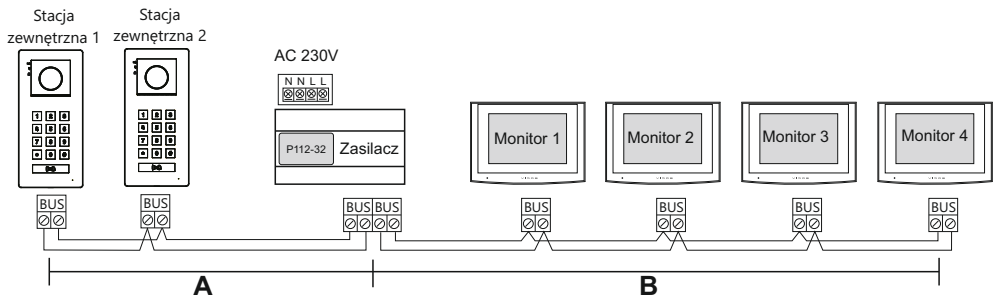 Stacja
zewnętrzna 1
Stacja
zewnętrzna 2
AC 230V
N N L L
P112-32
Zasilacz
Monitor 1
Monitor 2
Monitor 3
Monitor 4
BUS
BUS
BUS BUS
BUS
BUS
BUS
BUS
A
B